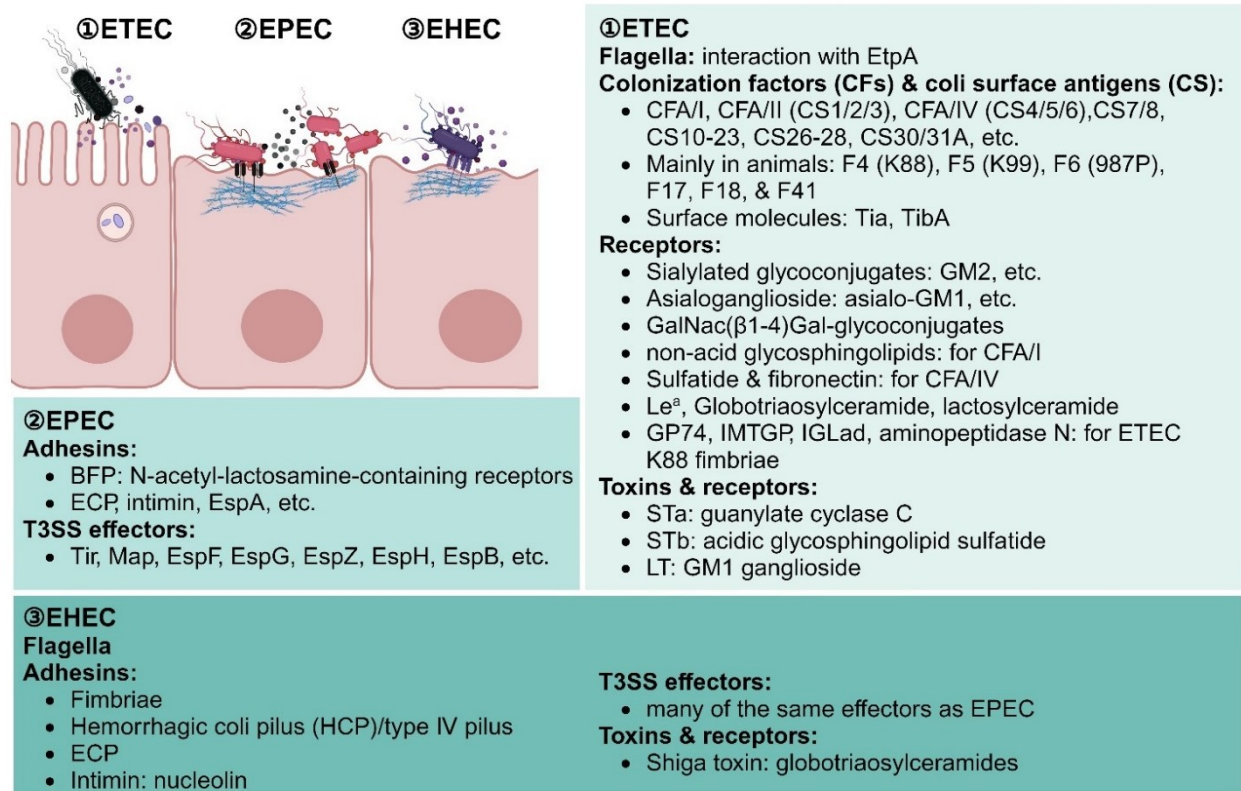 ①ETEC
②EPEC
③EHEC
①ETEC
Flagella: interaction with EtpA
Colonization factors (CFs) & coli surface antigens (CS):
• CFA/I, CFA/II (CS1/2/3), CFA/IV (CS4/5/6),CS7/8,
CS10-23, CS26-28, CS30/31A, etc.
• Mainly in animals: F4 (K88), F5 (K99), F6 (987P),
F17, F18, & F41
• Surface molecules: Tia, TibA
Receptors:
• Sialylated glycoconjugates: GM2, etc.
• Asialoganglioside: asialo-GM1, etc.
• GalNac(β1-4)Gal-glycoconjugates
• non-acid glycosphingolipids: for CFA/I
• Sulfatide & fibronectin: for CFA/IV
• Leᵃ, Globotriaosylceramide, lactosylceramide
• GP74, IMTGP, IGLad, aminopeptidase N: for ETEC
K88 fimbriae
Toxins & receptors:
• STa: guanylate cyclase C
• STb: acidic glycosphingolipid sulfatide
• LT: GM1 ganglioside
②EPEC
Adhesins:
• BFP: N-acetyl-lactosamine-containing receptors
• ECP, intimin, EspA, etc.
T3SS effectors:
• Tir, Map, EspF, EspG, EspZ, EspH, EspB, etc.
③EHEC
Flagella
Adhesins:
• Fimbriae
• Hemorrhagic coli pilus (HCP)/type IV pilus
• ECP
• Intimin: nucleolin
T3SS effectors:
• many of the same effectors as EPEC
Toxins & receptors:
• Shiga toxin: globotriaosylceramides